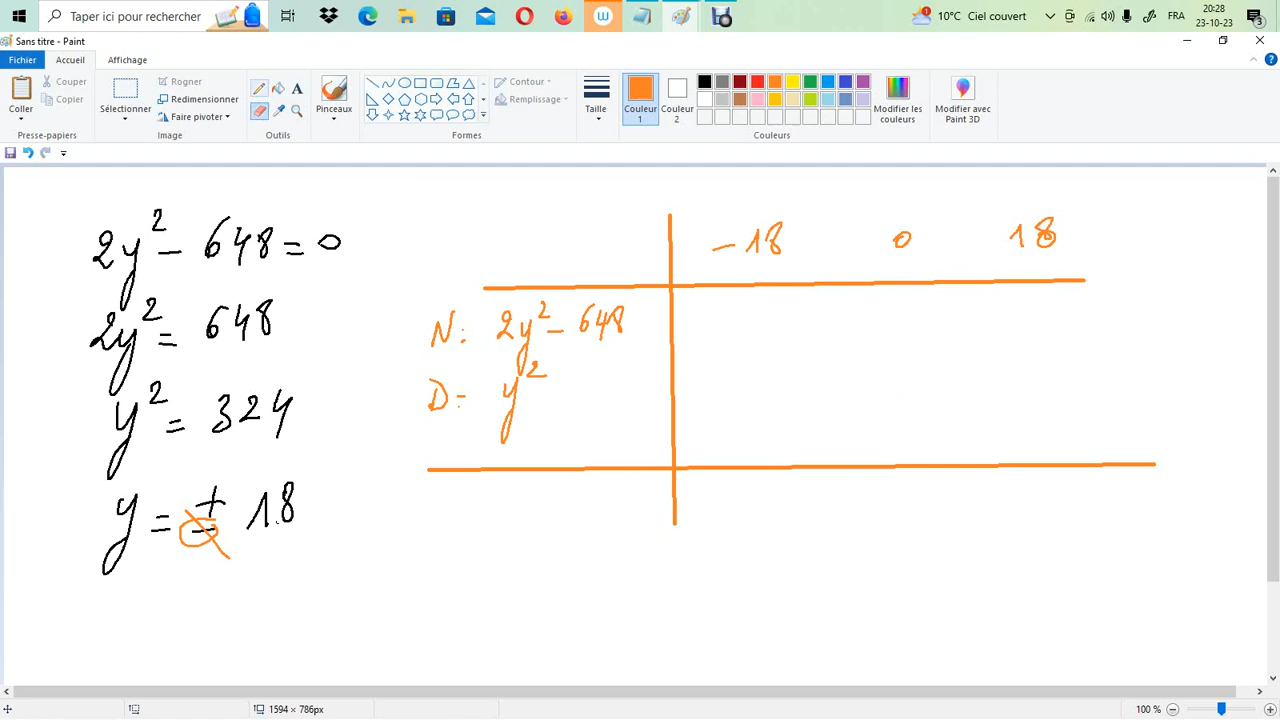 Taper ici pour rechercher
10°C Ciel couvert
FRA
20:28
23-10-23
3
Sans titre - Paint
Fichier
Accueil
Affichage
Coller
Couper
Copier
Presse-papiers
Sélectionner
Rogner
Redimensionner
Faire pivoter
Image
A
Outils
Pinceaux
Contour
Remplissage
Formes
Taille
Couleur 1
Couleur 2
Modifier les couleurs
Couleurs
Modifier avec Paint 3D
2y² - 648 = 0
2y² = 648
y² = 324
y = ± 18
-18 0 18
N: 2y² - 648
D= y²
1594 × 786px
100 %